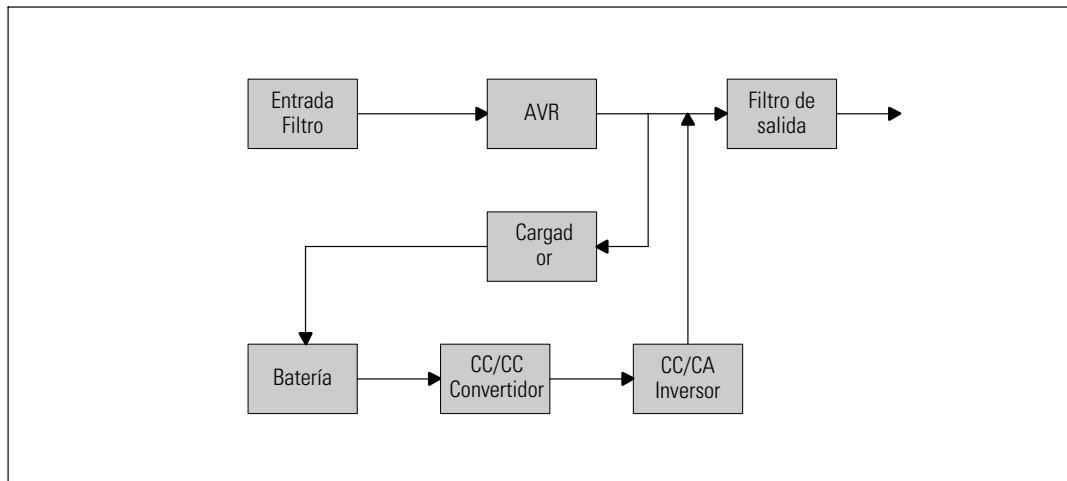 Entrada
Filtro
AVR
Filtro de
salida
Cargad
or
Batería
CC/CC
Convertidor
CC/CA
Inversor